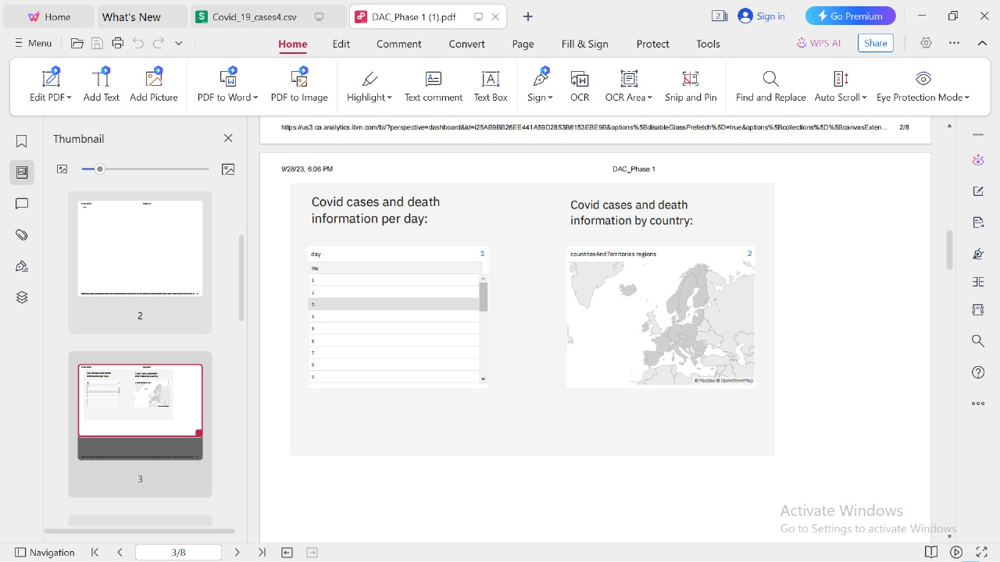 Home
What's New
Covid_19_cases4.csv
DAC_Phase 1 (1).pdf
2
Sign in
Go Premium
Menu
Home
Edit
Comment
Convert
Page
Fill & Sign
Protect
Tools
WPS AI
Share
Edit PDF
Add Text
Add Picture
PDF to Word
PDF to Image
Highlight
Text comment
Text Box
Sign
OCR
OCR Area
Snip and Pin
Find and Replace
Auto Scroll
Eye Protection Mode
Thumbnail
2
3
https://us3.ca.analytics.ibm.com/bi/?perspective=dashboard&id=i25AB9BB26EE441A59D2853B6153EBE9B&options%5BdisableGlassPrefetch%5D=true&options%5Bcollections%5D%5BcanvasExten... 2/8
9/28/23, 6:06 PM DAC_Phase 1
Covid cases and death
information per day:
day 1
day
1
2
3
4
5
6
7
8
9
Covid cases and death
information by country:
countriesAndTerritories regions 2
© Mapbox © OpenStreetMap
Activate Windows
Go to Settings to activate Windows.
Navigation
3/8